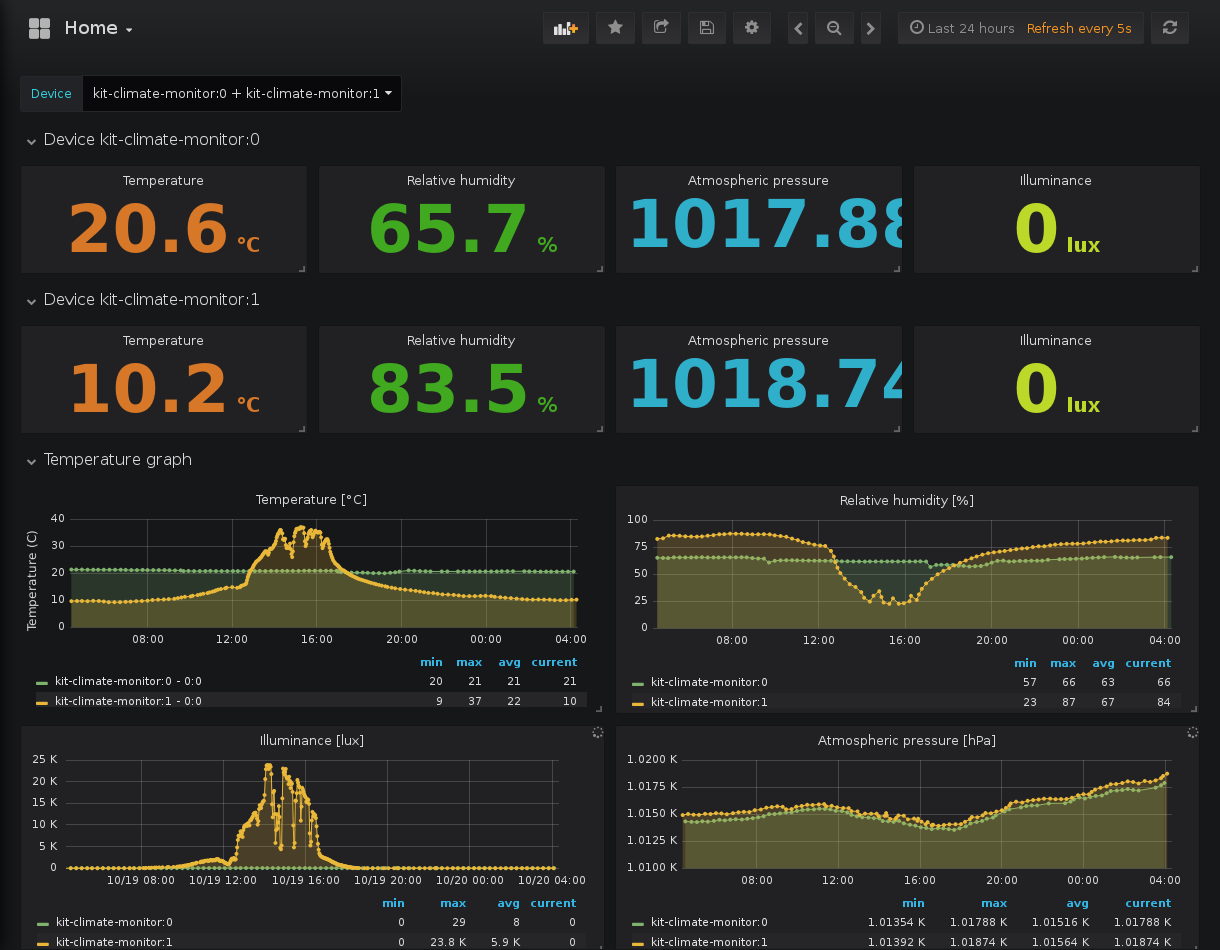 Home
Last 24 hours Refresh every 5s
Device kit-climate-monitor:0 + kit-climate-monitor:1
Device kit-climate-monitor:0
Temperature Relative humidity Atmospheric pressure Illuminance
20.6 °C 65.7 % 1017.88 0 lux
Device kit-climate-monitor:1
Temperature Relative humidity Atmospheric pressure Illuminance
10.2 °C 83.5 % 1018.74 0 lux
Temperature graph
Temperature [°C]
Temperature (C)
40
30
20
10
0
08:00 12:00 16:00 20:00 00:00 04:00
min max avg current
kit-climate-monitor:0 - 0:0 20 21 21 21
kit-climate-monitor:1 - 0:0 9 37 22 10
Relative humidity [%]
100
75
50
25
0
08:00 12:00 16:00 20:00 00:00 04:00
min max avg current
kit-climate-monitor:0 57 66 63 66
kit-climate-monitor:1 23 87 67 84
Illuminance [lux]
25 K
20 K
15 K
10 K
5 K
0
10/19 08:00 10/19 12:00 10/19 16:00 10/19 20:00 10/20 00:00 10/20 04:00
min max avg current
kit-climate-monitor:0 0 29 8 0
kit-climate-monitor:1 0 23.8 K 5.9 K 0
Atmospheric pressure [hPa]
1.0200 K
1.0175 K
1.0150 K
1.0125 K
1.0100 K
08:00 12:00 16:00 20:00 00:00 04:00
min max avg current
kit-climate-monitor:0 1.01354 K 1.01788 K 1.01516 K 1.01788 K
kit-climate-monitor:1 1.01392 K 1.01874 K 1.01564 K 1.01874 K